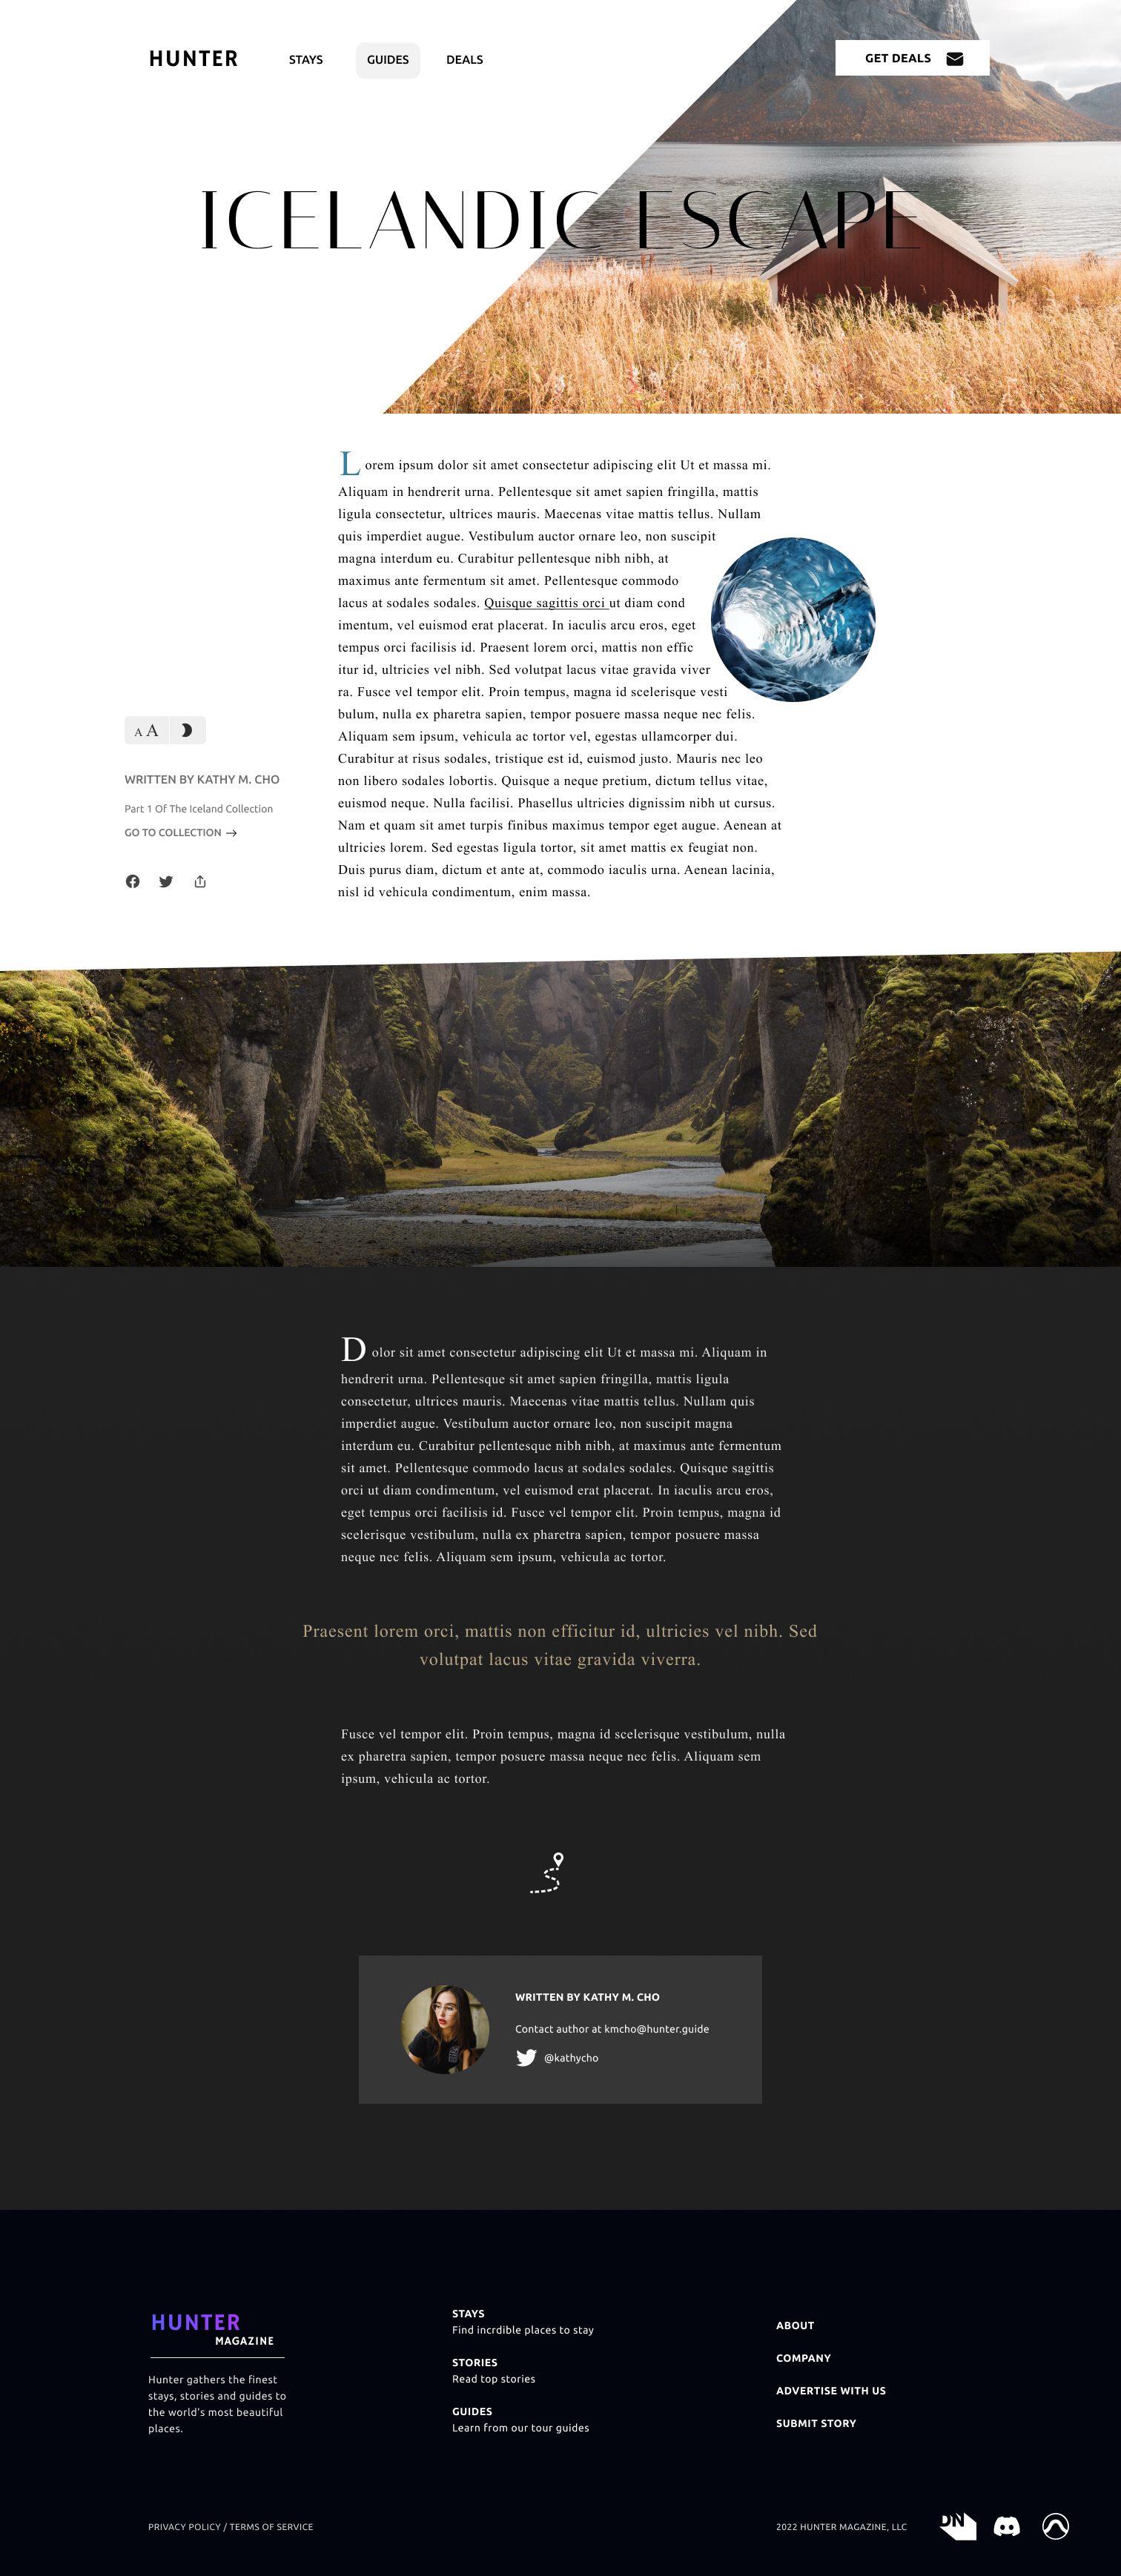 HUNTER
STAYS
GUIDES
DEALS
GET DEALS
ICELANDIC ESCAPE
Lorem ipsum dolor sit amet consectetur adipiscing elit Ut et massa mi.
Aliquam in hendrerit urna. Pellentesque sit amet sapien fringilla, mattis
ligula consectetur, ultrices mauris. Maecenas vitae mattis tellus. Nullam
quis imperdiet augue. Vestibulum auctor ornare leo, non suscipit
magna interdum eu. Curabitur pellentesque nibh nibh, at
maximus ante fermentum sit amet. Pellentesque commodo
lacus at sodales sodales. Quisque sagittis orci ut diam cond
imentum, vel euismod erat placerat. In iaculis arcu eros, eget
tempus orci facilisis id. Praesent lorem orci, mattis non effic
itur id, ultricies vel nibh. Sed volutpat lacus vitae gravida viver
ra. Fusce vel tempor elit. Proin tempus, magna id scelerisque vesti
bulum, nulla ex pharetra sapien, tempor posuere massa neque nec felis.
Aliquam sem ipsum, vehicula ac tortor vel, egestas ullamcorper dui.
Curabitur at risus sodales, tristique est id, euismod justo. Mauris nec leo
non libero sodales lobortis. Quisque a neque pretium, dictum tellus vitae,
euismod neque. Nulla facilisi. Phasellus ultricies dignissim nibh ut cursus.
Nam et quam sit amet turpis finibus maximus tempor eget augue. Aenean at
ultricies lorem. Sed egestas ligula tortor, sit amet mattis ex feugiat non.
Duis purus diam, dictum et ante at, commodo iaculis urna. Aenean lacinia,
nisl id vehicula condimentum, enim massa.
A A
WRITTEN BY KATHY M. CHO
Part 1 Of The Iceland Collection
GO TO COLLECTION
Dolor sit amet consectetur adipiscing elit Ut et massa mi. Aliquam in
hendrerit urna. Pellentesque sit amet sapien fringilla, mattis ligula
consectetur, ultrices mauris. Maecenas vitae mattis tellus. Nullam quis
imperdiet augue. Vestibulum auctor ornare leo, non suscipit magna
interdum eu. Curabitur pellentesque nibh nibh, at maximus ante fermentum
sit amet. Pellentesque commodo lacus at sodales sodales. Quisque sagittis
orci ut diam condimentum, vel euismod erat placerat. In iaculis arcu eros,
eget tempus orci facilisis id. Fusce vel tempor elit. Proin tempus, magna id
scelerisque vestibulum, nulla ex pharetra sapien, tempor posuere massa
neque nec felis. Aliquam sem ipsum, vehicula ac tortor.
Praesent lorem orci, mattis non efficitur id, ultricies vel nibh. Sed
volutpat lacus vitae gravida viverra.
Fusce vel tempor elit. Proin tempus, magna id scelerisque vestibulum, nulla
ex pharetra sapien, tempor posuere massa neque nec felis. Aliquam sem
ipsum, vehicula ac tortor.
WRITTEN BY KATHY M. CHO
Contact author at kmcho@hunter.guide
@kathycho
HUNTER
MAGAZINE
Hunter gathers the finest
stays, stories and guides to
the world's most beautiful
places.
STAYS
Find incrdible places to stay
STORIES
Read top stories
GUIDES
Learn from our tour guides
ABOUT
COMPANY
ADVERTISE WITH US
SUBMIT STORY
PRIVACY POLICY / TERMS OF SERVICE
2022 HUNTER MAGAZINE, LLC
DN